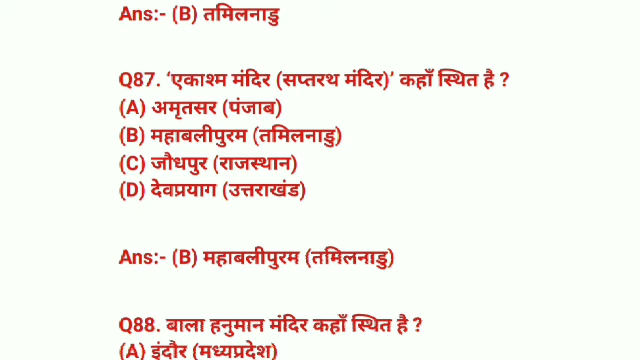 Ans:- (B) तमिलनाडु
Q87. ‘एकाश्म मंदिर (सप्तरथ मंदिर)’ कहाँ स्थित है ?
(A) अमृतसर (पंजाब)
(B) महाबलीपुरम (तमिलनाडु)
(C) जौधपुर (राजस्थान)
(D) देवप्रयाग (उत्तराखंड)
Ans:- (B) महाबलीपुरम (तमिलनाडु)
Q88. बाला हनुमान मंदिर कहाँ स्थित है ?
(A) इंदौर (मध्यप्रदेश)